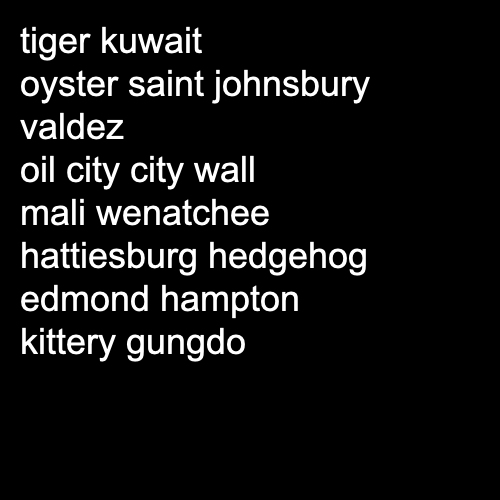 tiger kuwait
oyster saint johnsbury
valdez
oil city city wall
mali wenatchee
hattiesburg hedgehog
edmond hampton
kittery gungdo